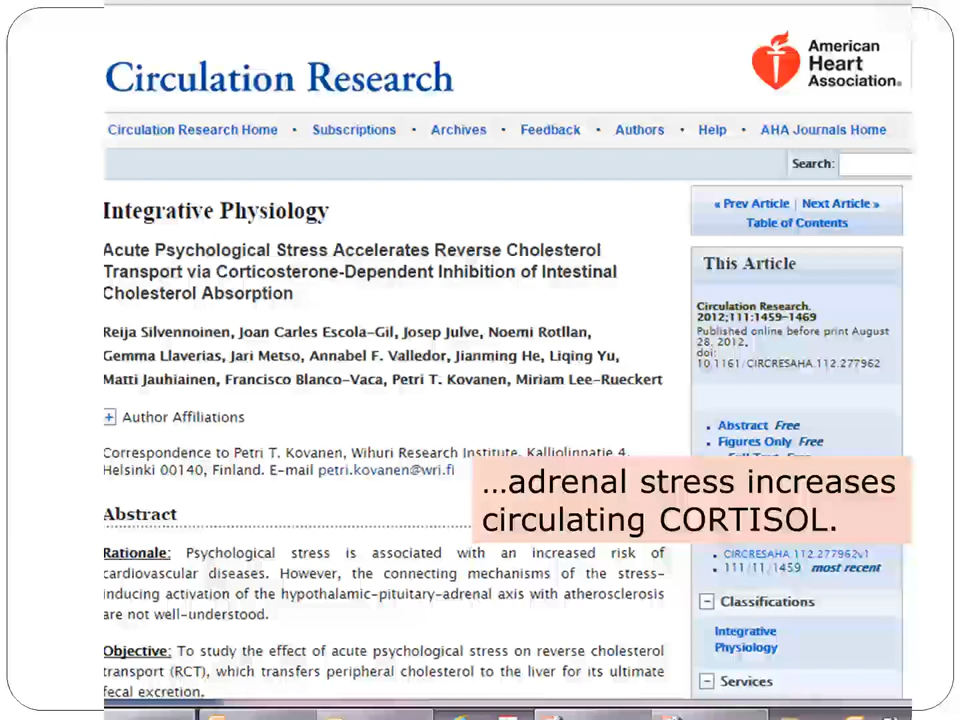 American
Heart
Association®
Circulation Research
Circulation Research Home • Subscriptions • Archives • Feedback • Authors • Help • AHA Journals Home
Search:
Integrative Physiology
Acute Psychological Stress Accelerates Reverse Cholesterol
Transport via Corticosterone-Dependent Inhibition of Intestinal
Cholesterol Absorption
Reija Silvennoinen, Joan Carles Escola-Gil, Josep Julve, Noemi Rotllan,
Gemma Llaverias, Jari Metso, Annabel F. Valledor, Jianming He, Liqing Yu,
Matti Jauhiainen, Francisco Blanco-Vaca, Petri T. Kovanen, Miriam Lee-Rueckert
+ Author Affiliations
Correspondence to Petri T. Kovanen, Wihuri Research Institute, Kalliolinnatie 4,
Helsinki 00140, Finland. E-mail petri.kovanen@wri.fi
Abstract
Rationale: Psychological stress is associated with an increased risk of
cardiovascular diseases. However, the connecting mechanisms of the stress-
inducing activation of the hypothalamic-pituitary-adrenal axis with atherosclerosis
are not well-understood.
Objective: To study the effect of acute psychological stress on reverse cholesterol
transport (RCT), which transfers peripheral cholesterol to the liver for its ultimate
fecal excretion.
« Prev Article | Next Article »
Table of Contents
This Article
Circulation Research.
2012;111:1459-1469
Published online before print August
28, 2012,
doi:
10.1161/CIRCRESAHA.112.277962
• Abstract Free
• Figures Only Free
...adrenal stress increases
circulating CORTISOL.
CIRCRESAHA.112.277962v1
• 111/11/1459 most recent
− Classifications
Integrative
Physiology
− Services